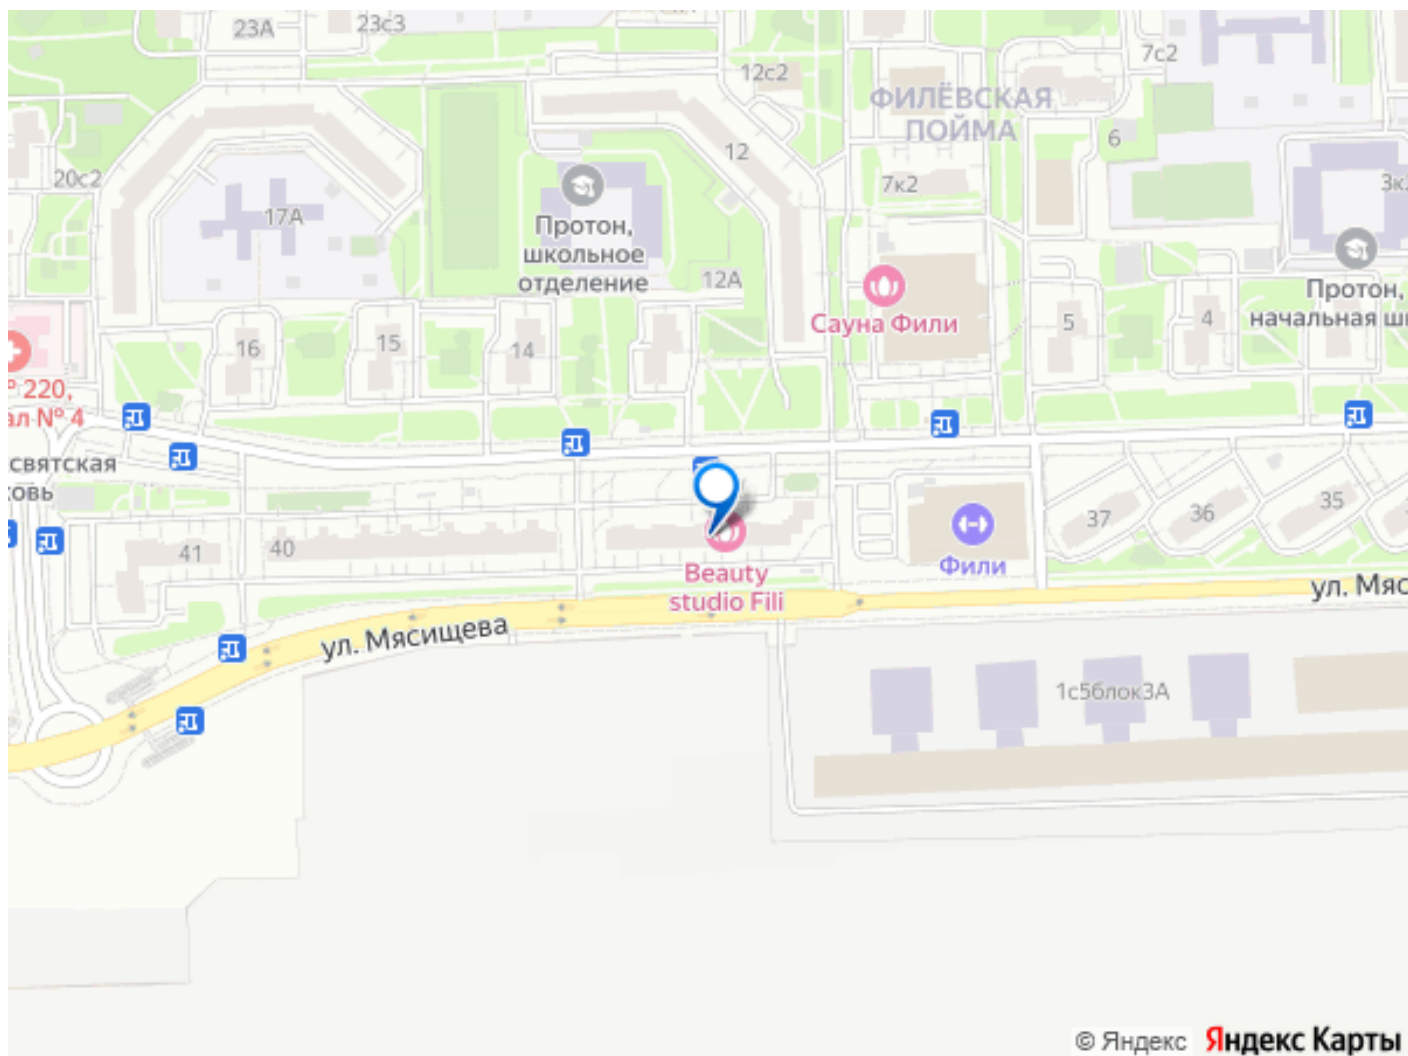 23А
23с3
7с2
12с2
ФИЛЁВСКАЯ
ПОЙМА
6
12
20с2
7к2
17А
Протон,
школьное
отделение
12А
Сауна Фили
Протон,
5
4
16
15
14
220,
№ 4
40
41
37
36
35
Фили
Beauty
studio Fili
ул. Мясищева
1с5блок3А
© Яндекс
Яндекс Карты